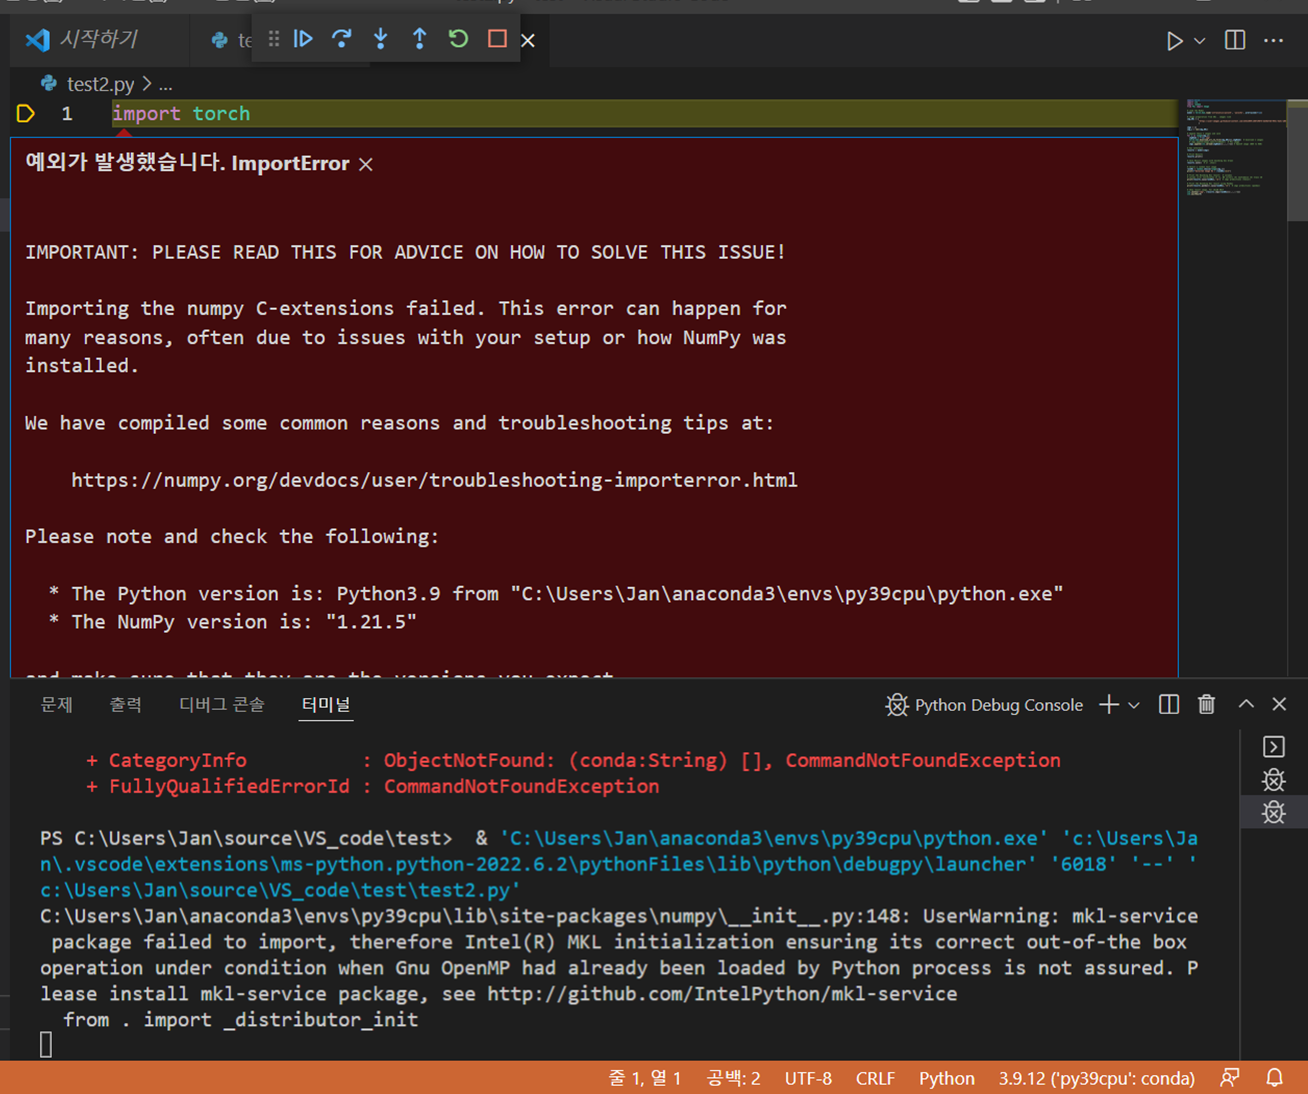 시작하기
te
test2.py > ...
1 import torch
예외가 발생했습니다. ImportError
IMPORTANT: PLEASE READ THIS FOR ADVICE ON HOW TO SOLVE THIS ISSUE!
Importing the numpy C-extensions failed. This error can happen for
many reasons, often due to issues with your setup or how NumPy was
installed.
We have compiled some common reasons and troubleshooting tips at:
https://numpy.org/devdocs/user/troubleshooting-importerror.html
Please note and check the following:
* The Python version is: Python3.9 from "C:\Users\Jan\anaconda3\envs\py39cpu\python.exe"
* The NumPy version is: "1.21.5"
and make sure that they are the versions you expect.
문제 출력 디버그 콘솔 터미널 Python Debug Console
+ CategoryInfo : ObjectNotFound: (conda:String) [], CommandNotFoundException
+ FullyQualifiedErrorId : CommandNotFoundException
PS C:\Users\Jan\source\VS_code\test> & 'C:\Users\Jan\anaconda3\envs\py39cpu\python.exe' 'c:\Users\Ja
n\.vscode\extensions\ms-python.python-2022.6.2\pythonFiles\lib\python\debugpy\launcher' '6018' '--' '
c:\Users\Jan\source\VS_code\test\test2.py'
C:\Users\Jan\anaconda3\envs\py39cpu\lib\site-packages\numpy\__init__.py:148: UserWarning: mkl-service
package failed to import, therefore Intel(R) MKL initialization ensuring its correct out-of-the box
operation under condition when Gnu OpenMP had already been loaded by Python process is not assured. P
lease install mkl-service package, see http://github.com/IntelPython/mkl-service
from . import _distributor_init
줄 1, 열 1 공백: 2 UTF-8 CRLF Python 3.9.12 ('py39cpu': conda)